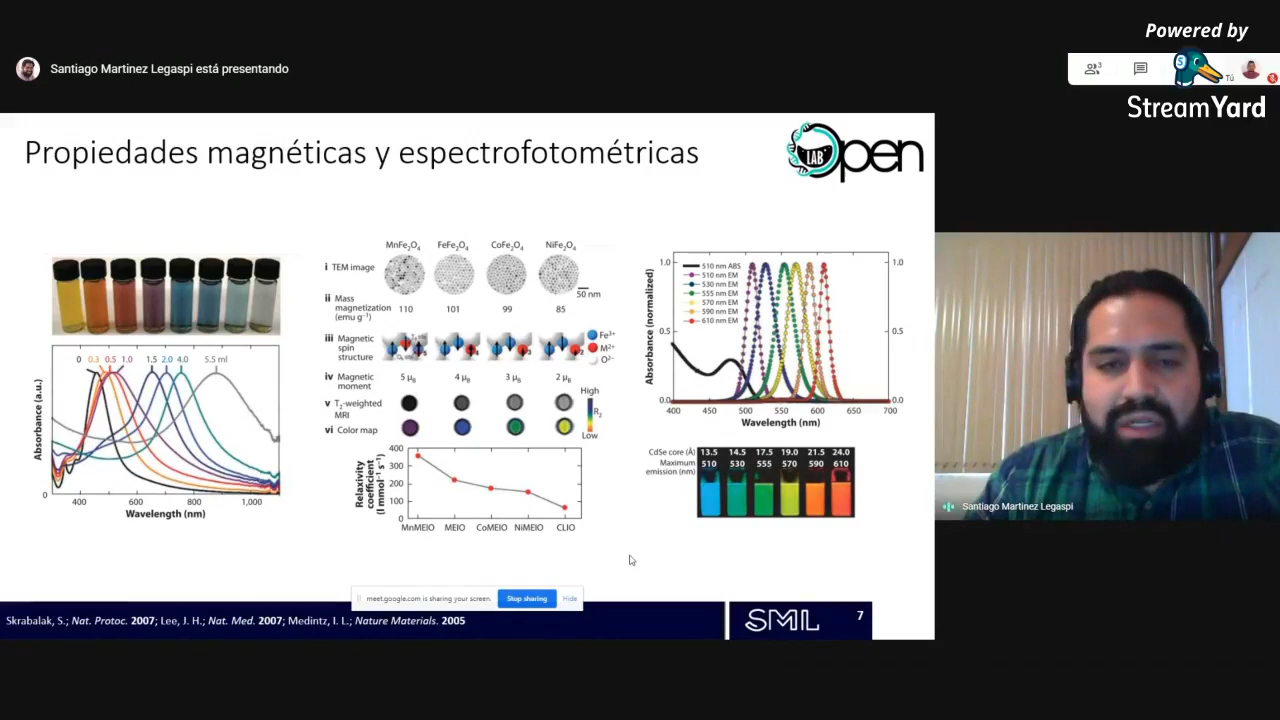 Powered by
StreamYard
Santiago Martinez Legaspi está presentando
3
Tú
Propiedades magnéticas y espectrofotométricas
LAB
Open
0 0.3 0.5 1.0 1.5 2.0 4.0 5.5 ml
Absorbance (a.u.)
0
400 600 800 1,000
Wavelength (nm)
MnFe₂O₄ FeFe₂O₄ CoFe₂O₄ NiFe₂O₄
i TEM image
50 nm
ii Mass magnetization (emu g⁻¹)
110 101 99 85
iii Magnetic spin structure
Fe³⁺
M²⁺
O²⁻
iv Magnetic moment
5 μB 4 μB 3 μB 2 μB
v T₂-weighted MRI
vi Color map
High
R₂
Low
Relaxivity coefficient (l mmol⁻¹ s⁻¹)
400
300
200
100
0
MnMEIO MEIO CoMEIO NiMEIO CLIO
Absorbance (normalized)
1.0
0.5
0.0
510 nm ABS
510 nm EM
530 nm EM
555 nm EM
570 nm EM
590 nm EM
610 nm EM
1.0
0.5
0.0
400 450 500 550 600 650 700
Wavelength (nm)
CdSe core (Å) 13.5 14.5 17.5 19.0 21.5 24.0
Maximum emission (nm) 510 530 555 570 590 610
meet.google.com is sharing your screen.
Stop sharing
Hide
Skrabalak, S.; Nat. Protoc. 2007; Lee, J. H.; Nat. Med. 2007; Medintz, I. L.; Nature Materials. 2005
SML
7
Santiago Martinez Legaspi